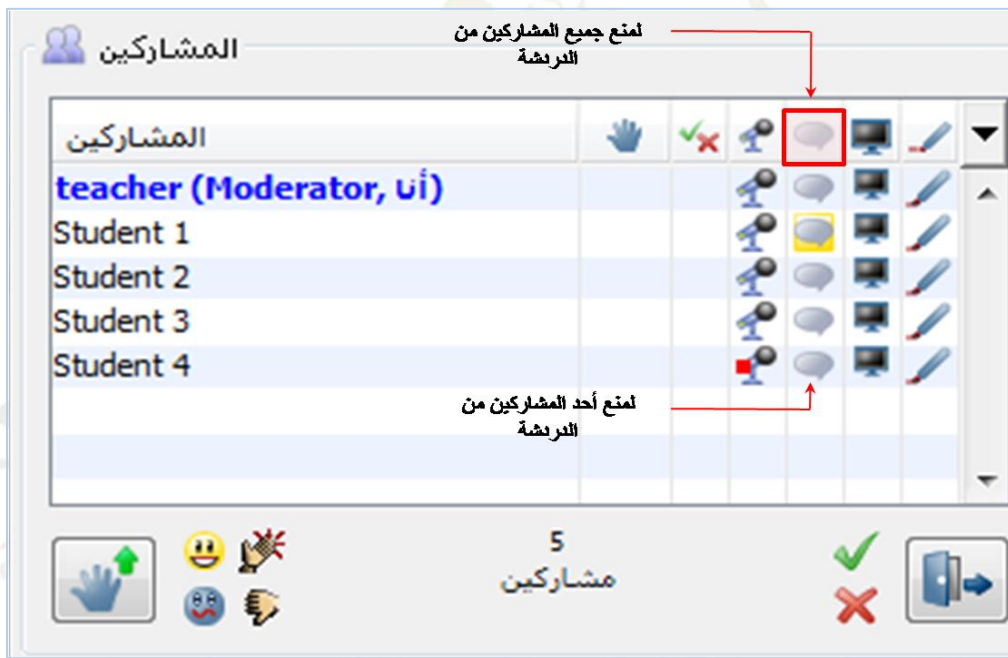 لمنع جميع المشاركين من
الدردشة
المشاركين
المشاركين
teacher (Moderator, أنا)
Student 1
Student 2
Student 3
Student 4
لمنع أحد المشاركين من
الدردشة
5
مشاركين